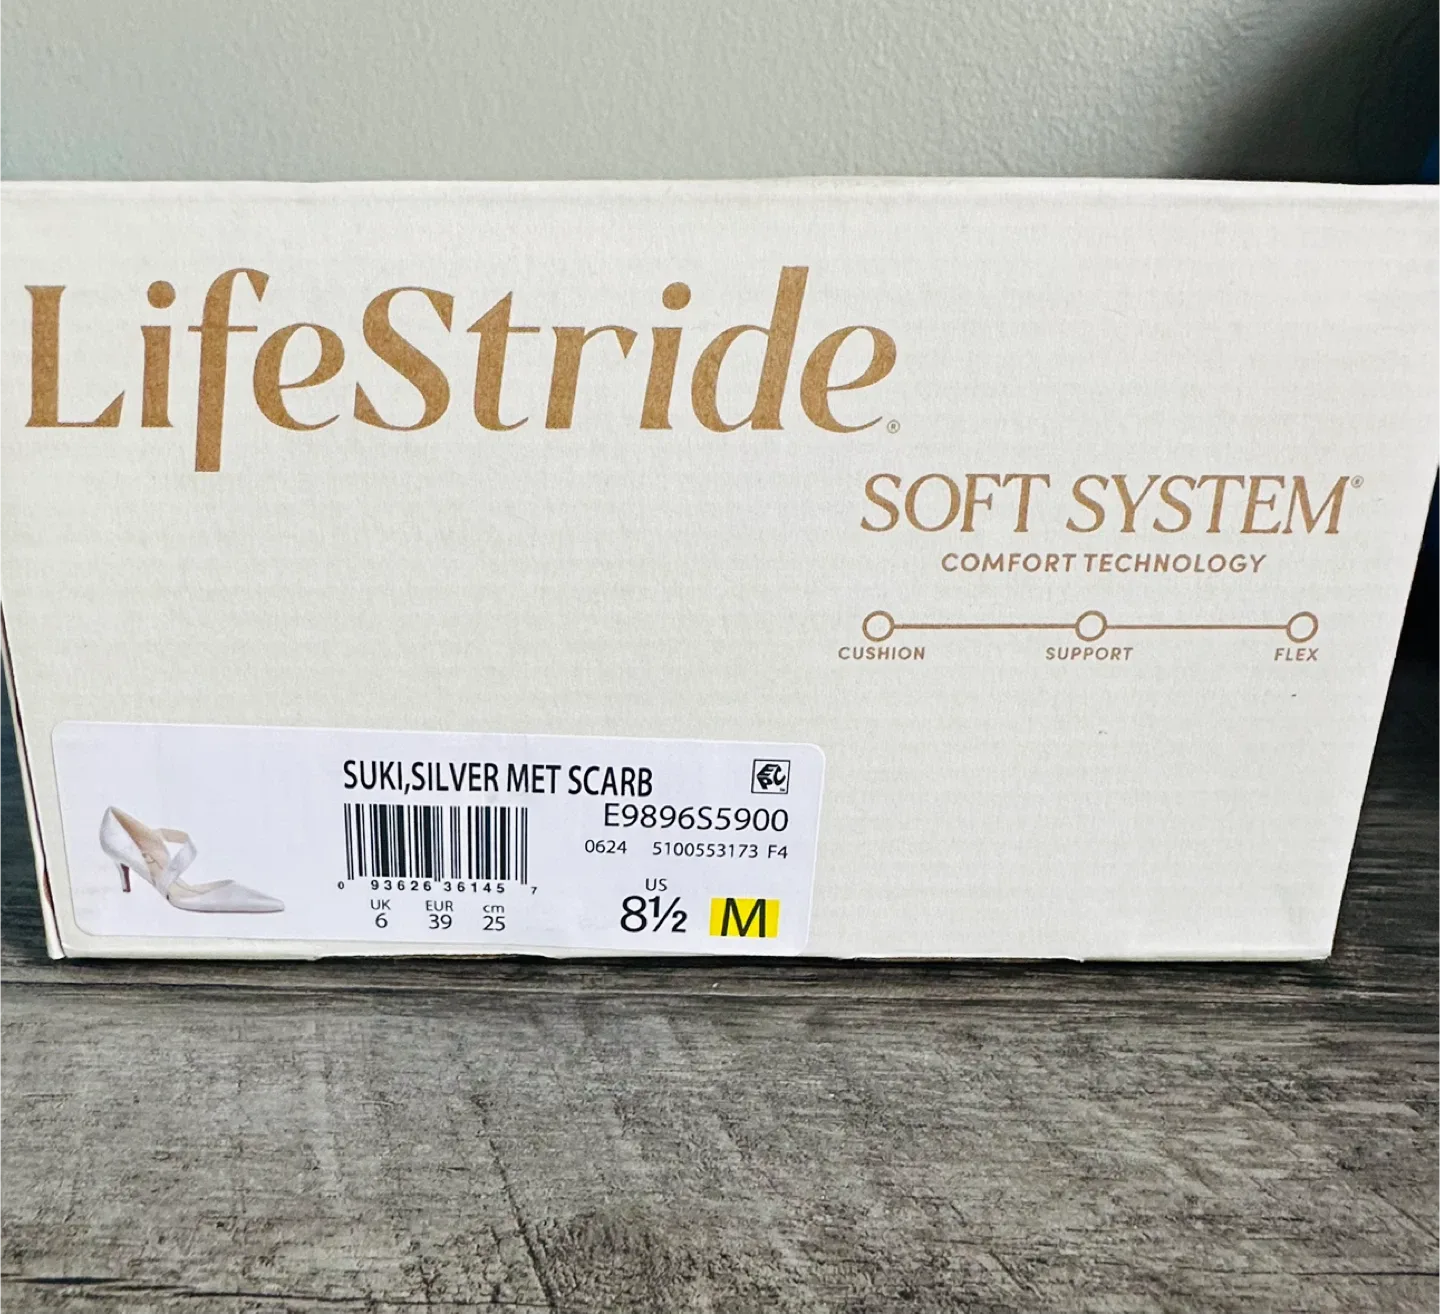 LifeStride®
SOFT SYSTEM®
COMFORT TECHNOLOGY
CUSHION SUPPORT FLEX
SUKI,SILVER MET SCARB
E9896S5900
0624 5100553173 F4
0 93626 36145 7
UK EUR cm
6 39 25
US
8½ M